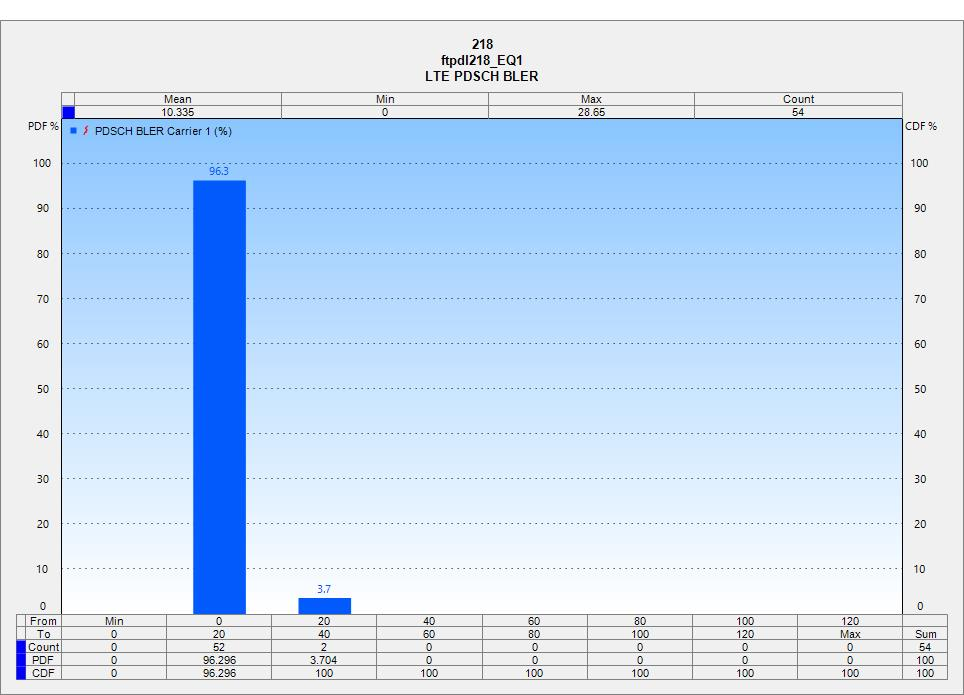 218
ftpdl218_EQ1
LTE PDSCH BLER
Mean Min Max Count
10.335 0 28.65 54
PDF % CDF %
PDSCH BLER Carrier 1 (%)
100 100
96.3
90 90
80 80
70 70
60 60
50 50
40 40
30 30
20 20
10 10
3.7
0 0
From Min 0 20 40 60 80 100 120
To 0 20 40 60 80 100 120 Max Sum
Count 0 52 2 0 0 0 0 0 54
PDF 0 96.296 3.704 0 0 0 0 0 100
CDF 0 96.296 100 100 100 100 100 100 100